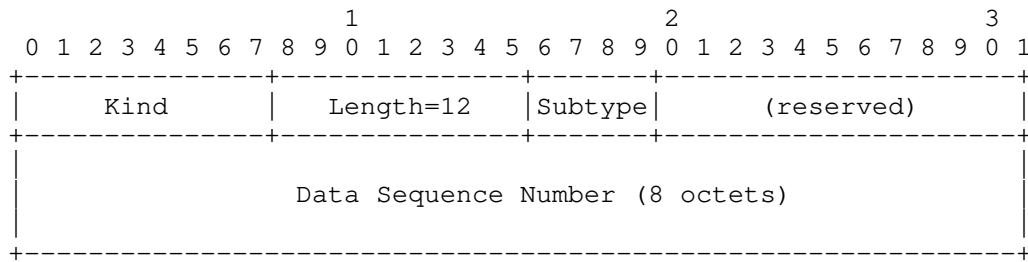 1                   2                   3
 0 1 2 3 4 5 6 7 8 9 0 1 2 3 4 5 6 7 8 9 0 1 2 3 4 5 6 7 8 9 0 1
+---------------+---------------+-------+----------------------+
|     Kind      |   Length=12   |Subtype|      (reserved)      |
+---------------+---------------+-------+----------------------+
|                                                              |
|                Data Sequence Number (8 octets)               |
|                                                              |
+--------------------------------------------------------------+